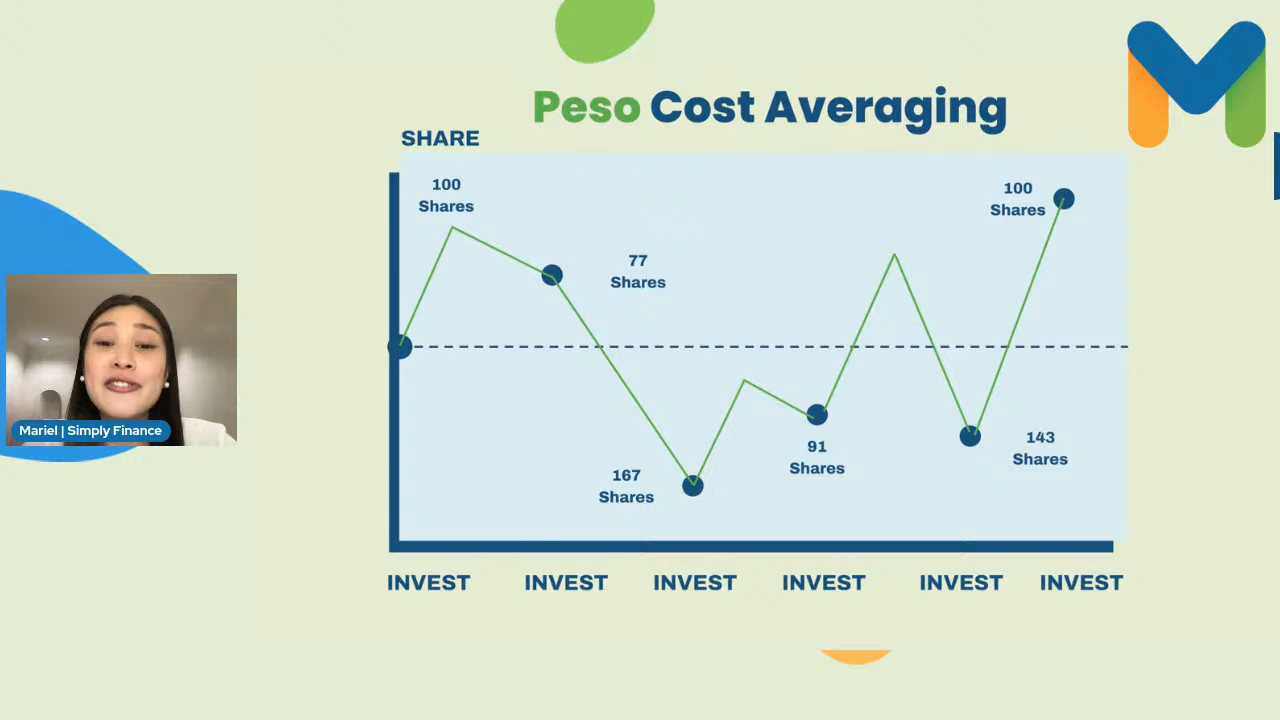 Peso Cost Averaging
SHARE
100
Shares
77
Shares
167
Shares
91
Shares
143
Shares
100
Shares
INVEST INVEST INVEST INVEST INVEST INVEST
Mariel | Simply Finance